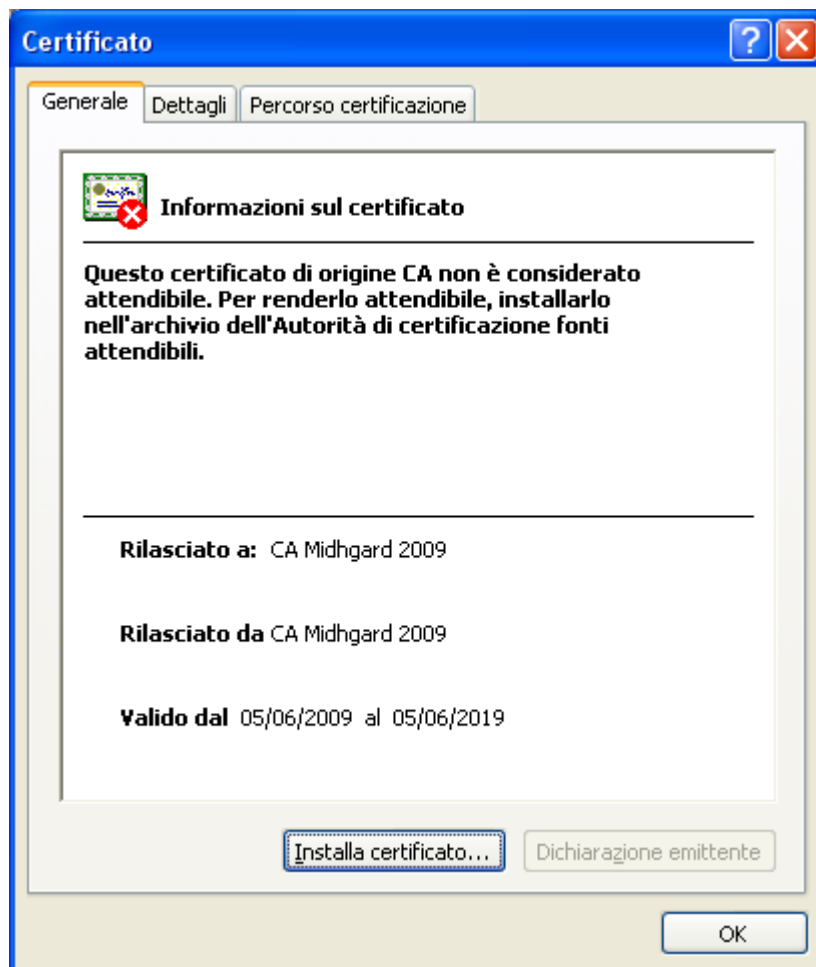 Certificato
Generale
Dettagli
Percorso certificazione
Informazioni sul certificato
Questo certificato di origine CA non è considerato
attendibile. Per renderlo attendibile, installarlo
nell'archivio dell'Autorità di certificazione fonti
attendibili.
Rilasciato a: CA Midhgard 2009
Rilasciato da CA Midhgard 2009
Valido dal 05/06/2009 al 05/06/2019
Installa certificato...
Dichiarazione emittente
OK